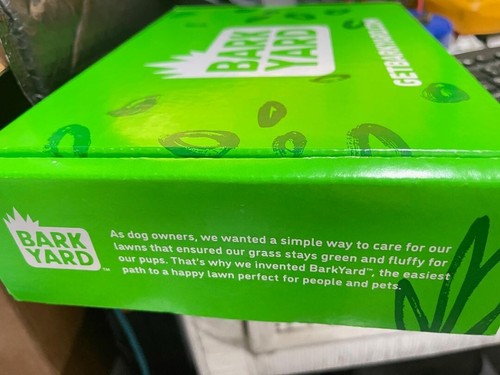 BARK
YARD
BARK
YARD™
As dog owners, we wanted a simple way to care for our
lawns that ensured our grass stays green and fluffy for
our pups. That's why we invented BarkYard™, the easiest
path to a happy lawn perfect for people and pets.